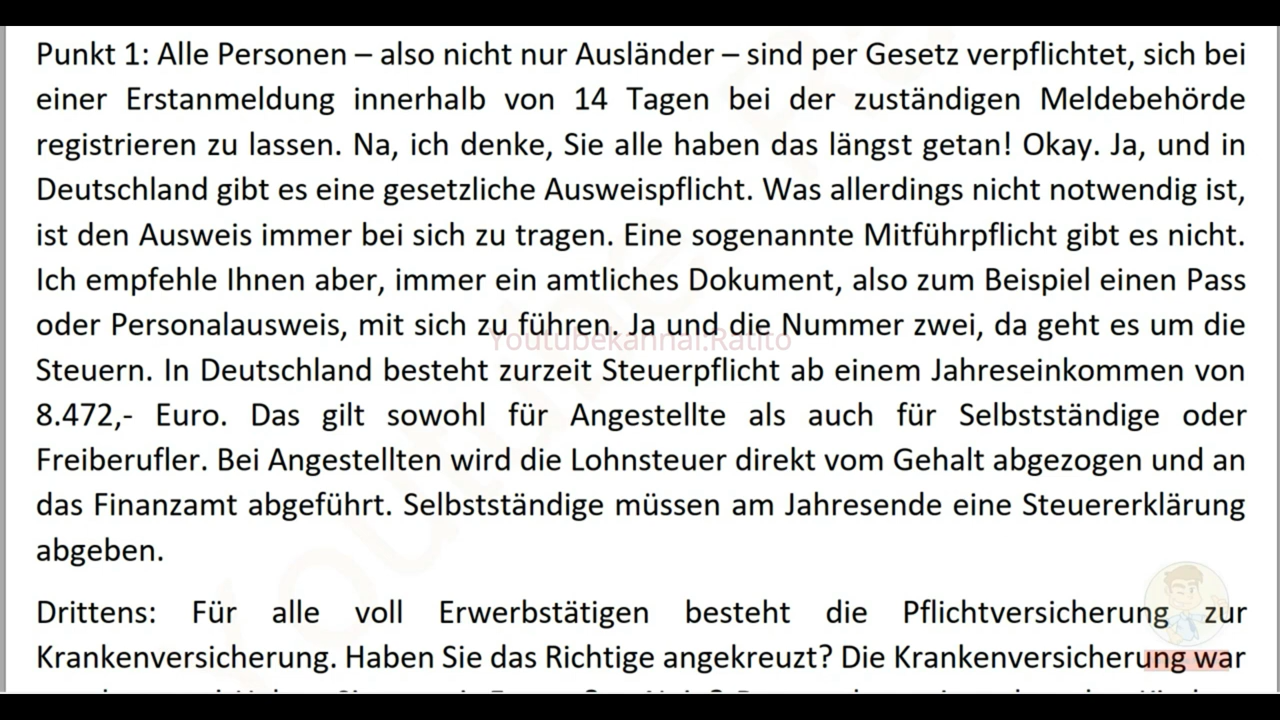 Punkt 1: Alle Personen – also nicht nur Ausländer – sind per Gesetz verpflichtet, sich bei
einer Erstanmeldung innerhalb von 14 Tagen bei der zuständigen Meldebehörde
registrieren zu lassen. Na, ich denke, Sie alle haben das längst getan! Okay. Ja, und in
Deutschland gibt es eine gesetzliche Ausweispflicht. Was allerdings nicht notwendig ist,
ist den Ausweis immer bei sich zu tragen. Eine sogenannte Mitführpflicht gibt es nicht.
Ich empfehle Ihnen aber, immer ein amtliches Dokument, also zum Beispiel einen Pass
oder Personalausweis, mit sich zu führen. Ja und die Nummer zwei, da geht es um die
Youtubekannal:Ratito
Steuern. In Deutschland besteht zurzeit Steuerpflicht ab einem Jahreseinkommen von
8.472,- Euro. Das gilt sowohl für Angestellte als auch für Selbstständige oder
Freiberufler. Bei Angestellten wird die Lohnsteuer direkt vom Gehalt abgezogen und an
das Finanzamt abgeführt. Selbstständige müssen am Jahresende eine Steuererklärung
abgeben.
Drittens: Für alle voll Erwerbstätigen besteht die Pflichtversicherung zur
Krankenversicherung. Haben Sie das Richtige angekreuzt? Die Krankenversicherung war